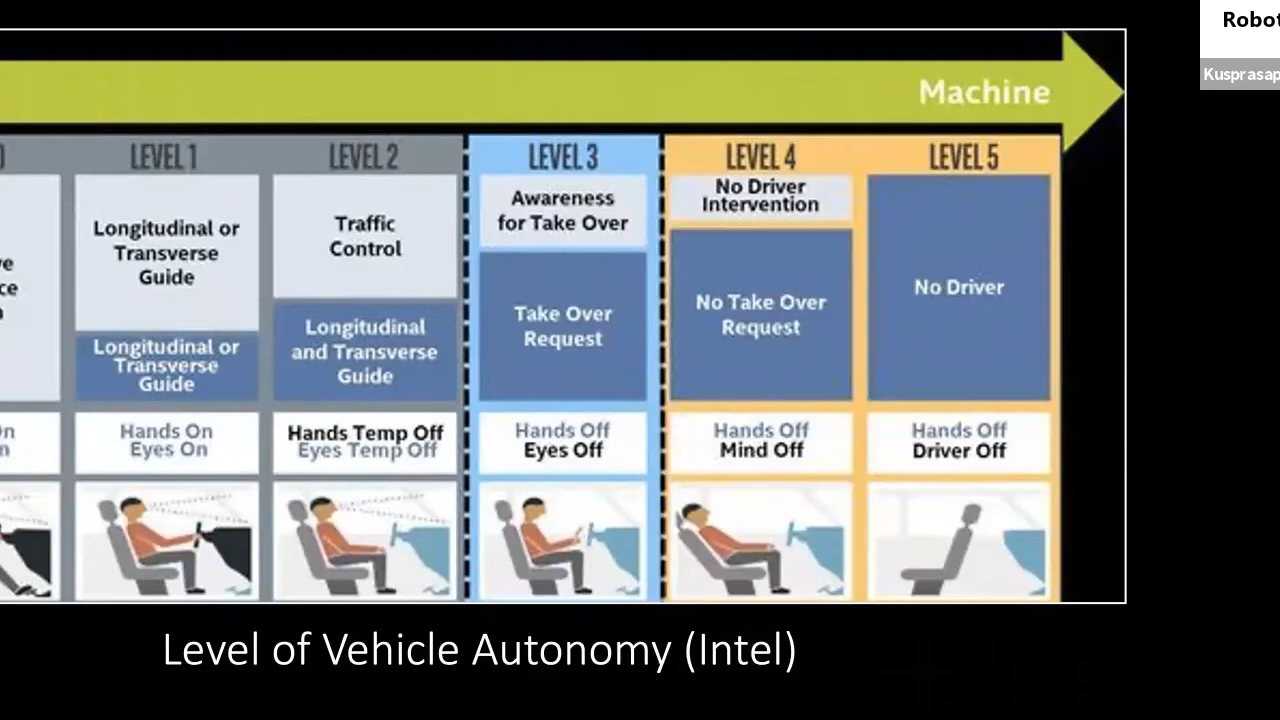 Robot
Kusprasap
Machine
LEVEL 1
LEVEL 2
LEVEL 3
LEVEL 4
LEVEL 5
Longitudinal or
Transverse
Guide
Longitudinal or
Transverse
Guide
Traffic
Control
Longitudinal
and Transverse
Guide
Awareness
for Take Over
Take Over
Request
No Driver
Intervention
No Take Over
Request
No Driver
Hands On
Eyes On
Hands Temp Off
Eyes Temp Off
Hands Off
Eyes Off
Hands Off
Mind Off
Hands Off
Driver Off
Level of Vehicle Autonomy (Intel)